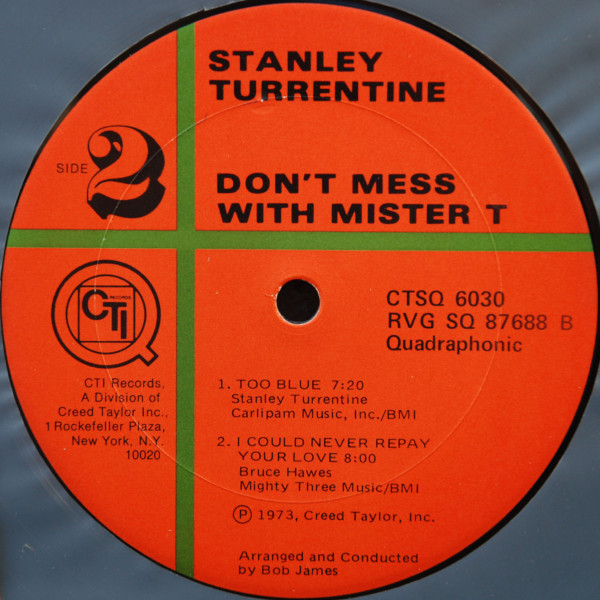 STANLEY
TURRENTINE
SIDE 2
DON'T MESS
WITH MISTER T
CTI
RECORDS
CTSQ 6030
RVG SQ 87688 B
Quadraphonic
CTI Records,
A Division of
Creed Taylor Inc.,
1 Rockefeller Plaza,
New York, N.Y.
10020
1. TOO BLUE 7:20
Stanley Turrentine
Carlipam Music, Inc./BMI
2. I COULD NEVER REPAY
YOUR LOVE 8:00
Bruce Hawes
Mighty Three Music/BMI
Ⓟ 1973, Creed Taylor, Inc.
Arranged and Conducted
by Bob James